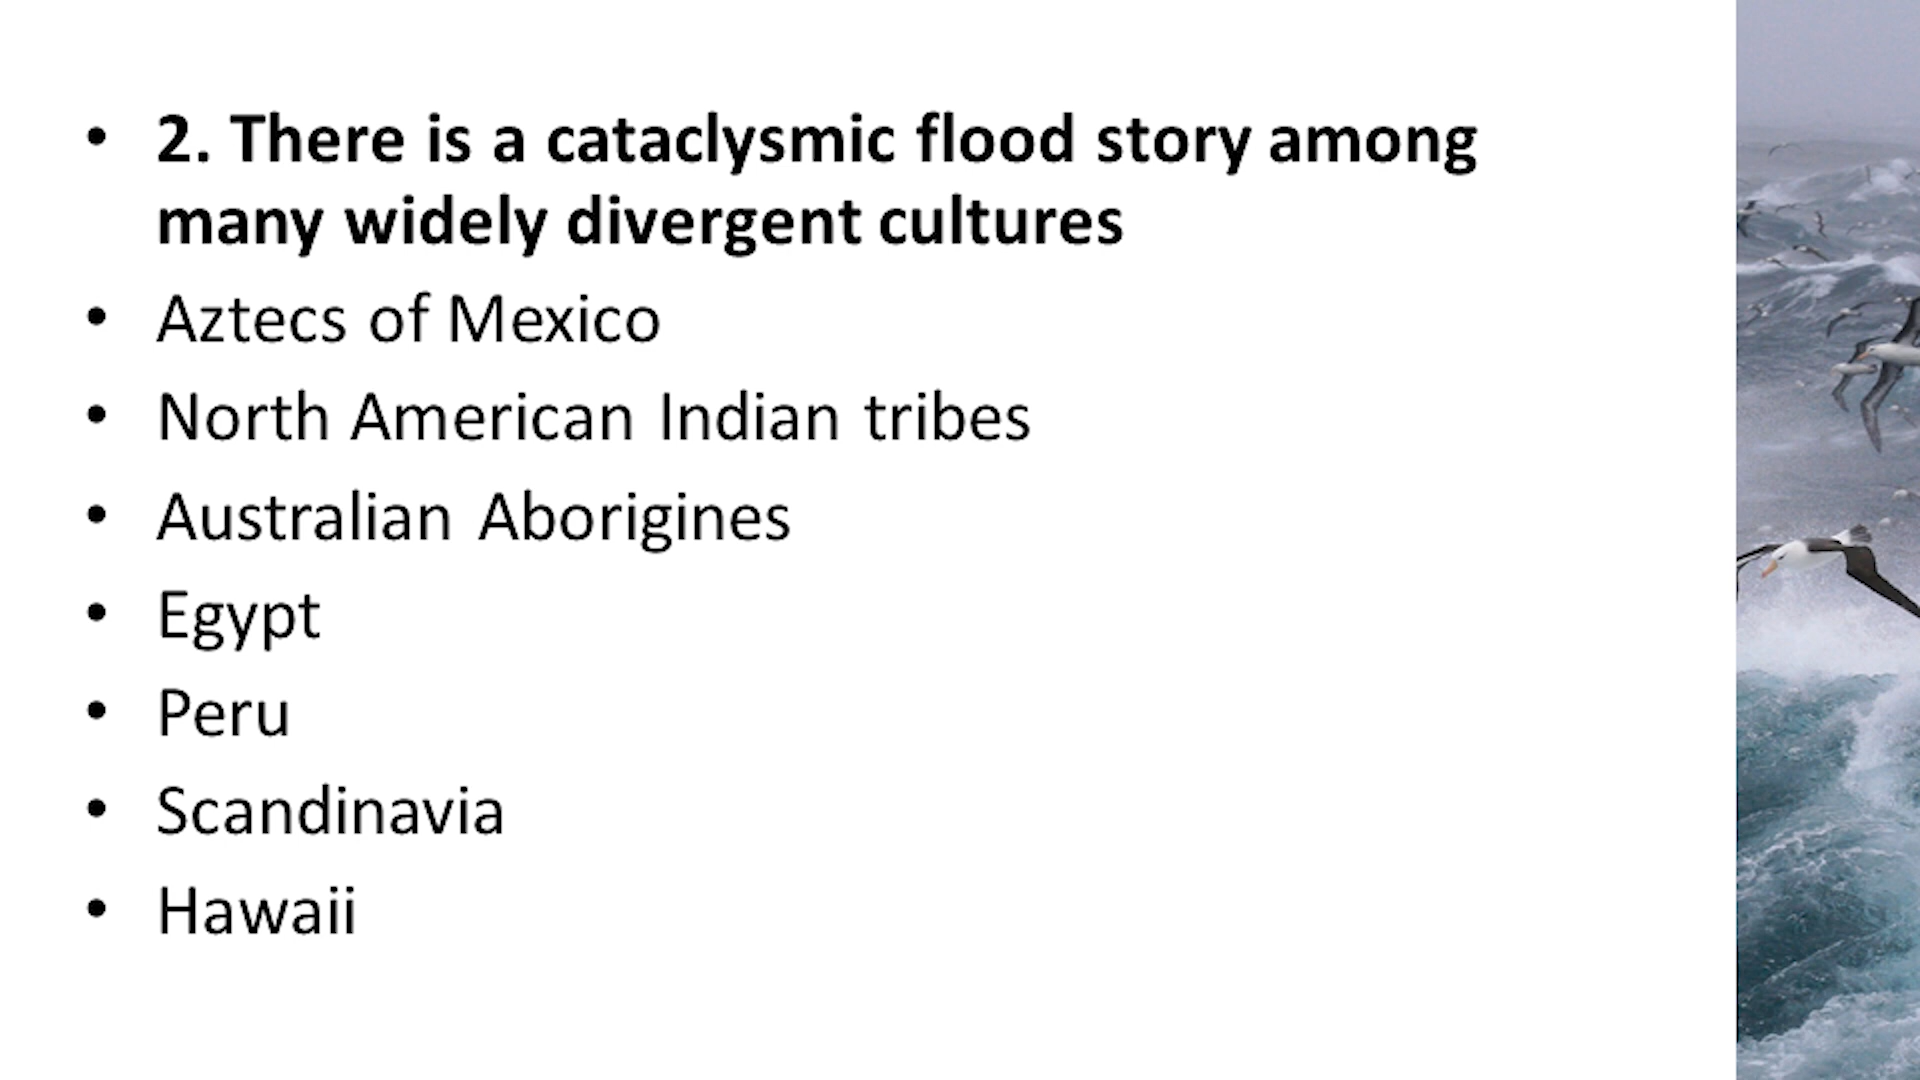 • 2. There is a cataclysmic flood story among
many widely divergent cultures
• Aztecs of Mexico
• North American Indian tribes
• Australian Aborigines
• Egypt
• Peru
• Scandinavia
• Hawaii